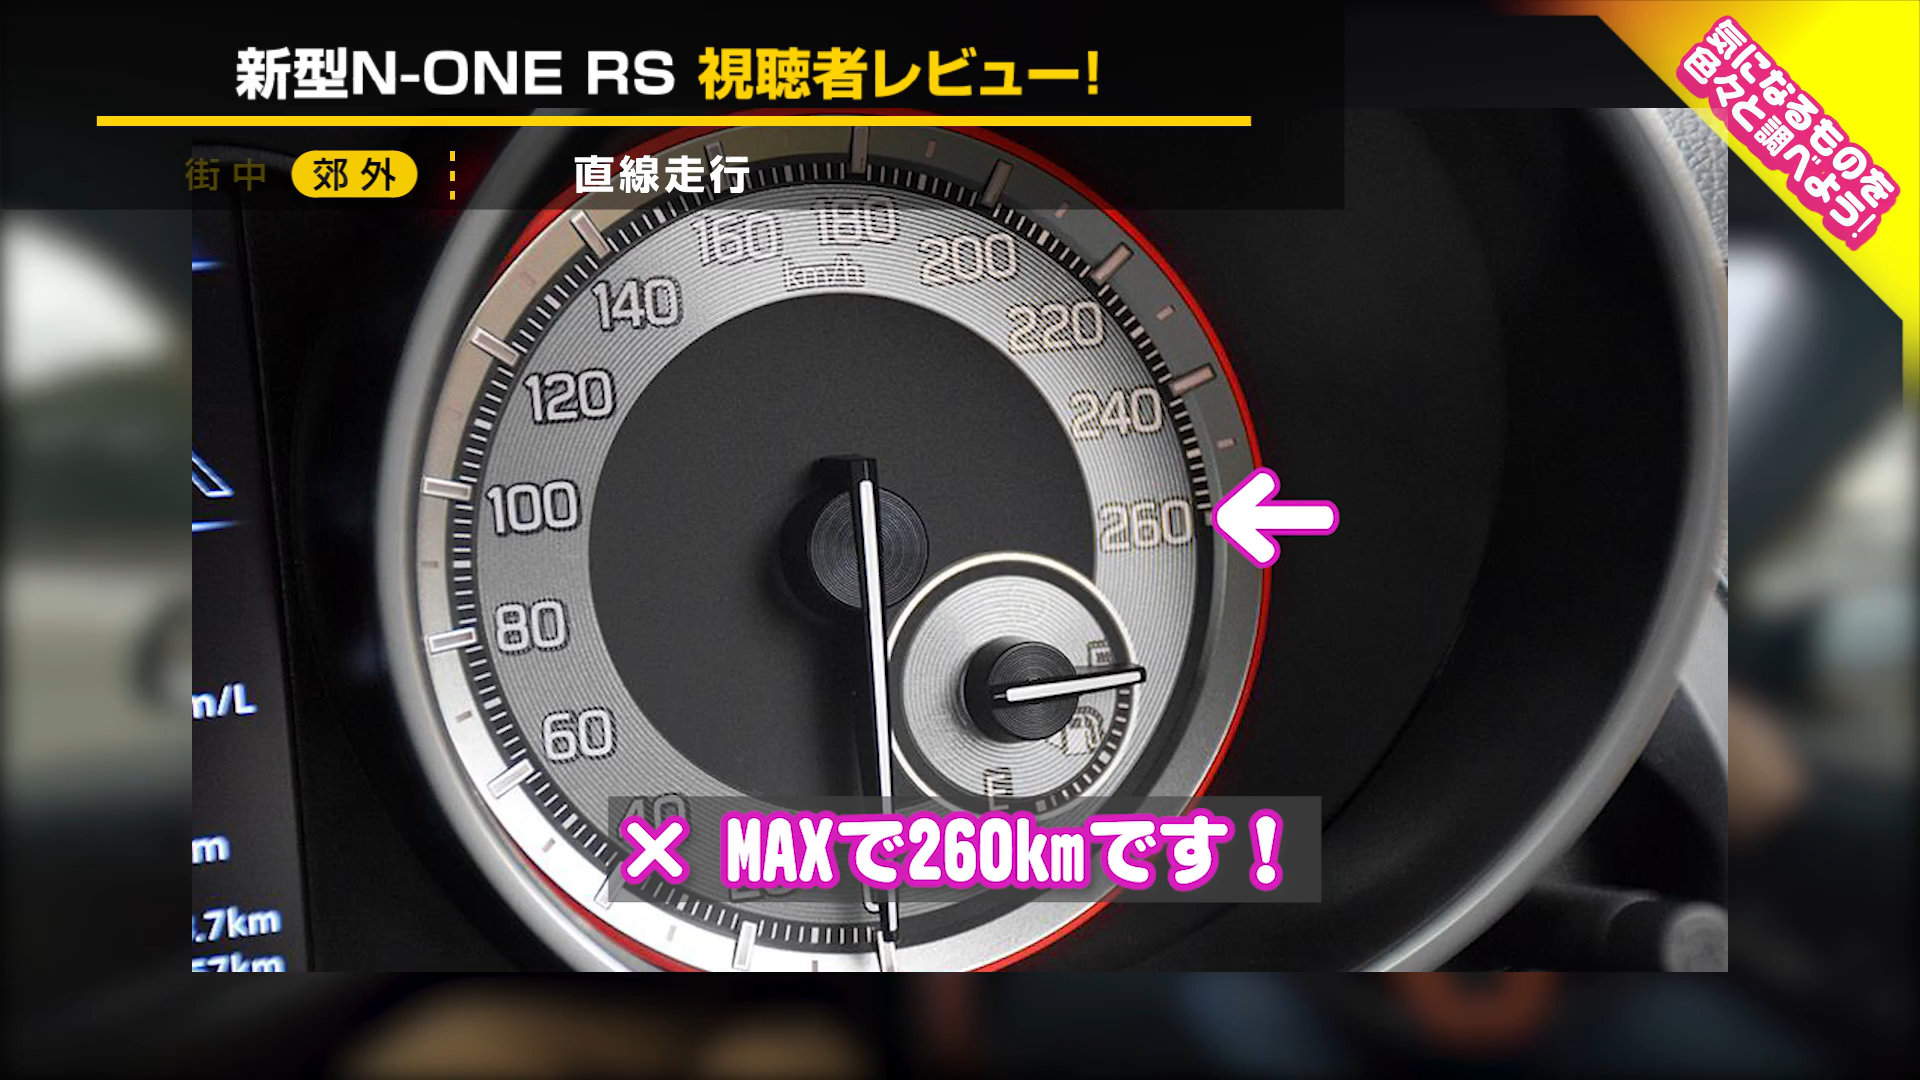 新型N-ONE RS 視聴者レビュー!
気になるものを
色々と調べよう!
街中 郊外 直線走行
160 180 200
km/h
140 220
120 240
100 260
80
60
40
20
E
m/L
m
.7km
57km
× MAXで260kmです!